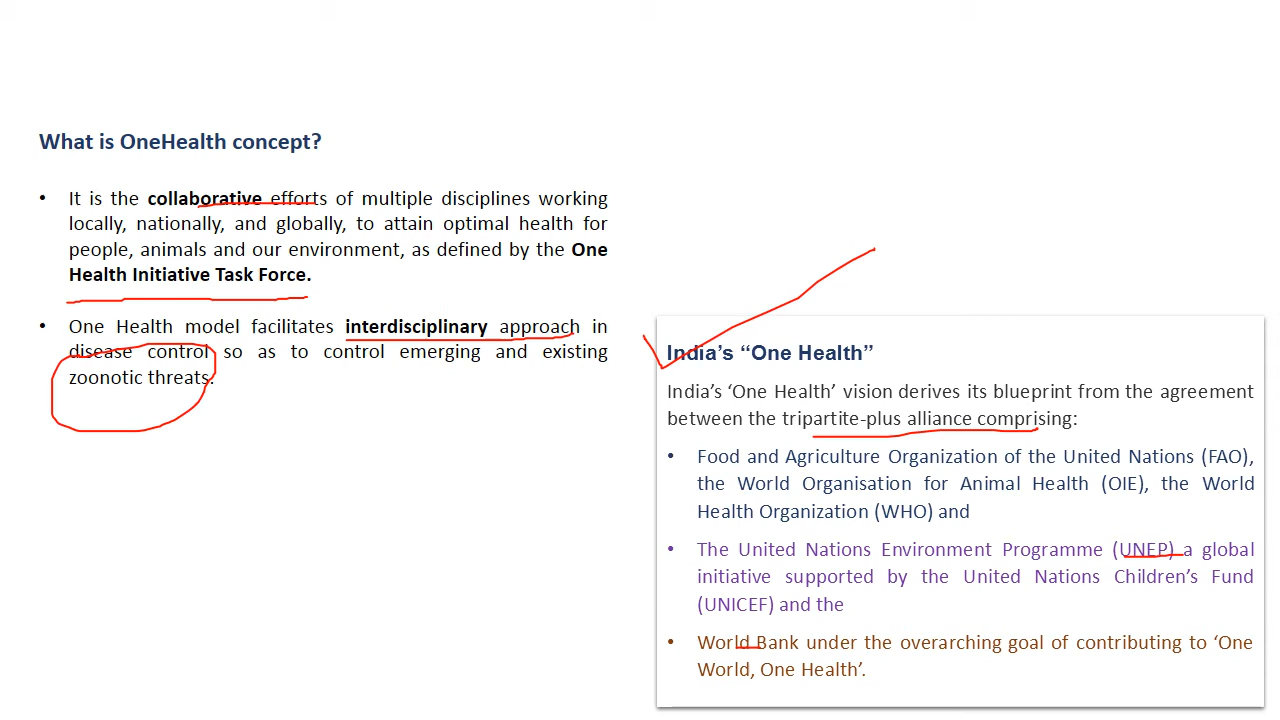 What is OneHealth concept?
• It is the collaborative efforts of multiple disciplines working
locally, nationally, and globally, to attain optimal health for
people, animals and our environment, as defined by the One
Health Initiative Task Force.
• One Health model facilitates interdisciplinary approach in
disease control so as to control emerging and existing
zoonotic threats.
India’s “One Health”
India’s ‘One Health’ vision derives its blueprint from the agreement
between the tripartite-plus alliance comprising:
• Food and Agriculture Organization of the United Nations (FAO),
the World Organisation for Animal Health (OIE), the World
Health Organization (WHO) and
• The United Nations Environment Programme (UNEP) a global
initiative supported by the United Nations Children’s Fund
(UNICEF) and the
• World Bank under the overarching goal of contributing to ‘One
World, One Health’.